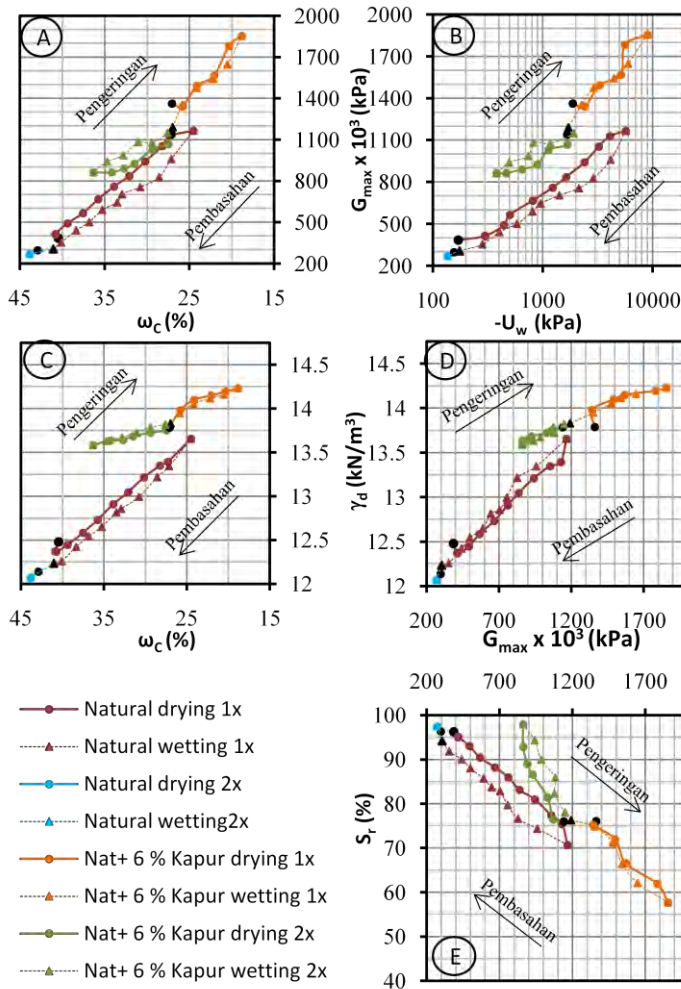 A
Pengeringan
Pembasahan
2000
1700
1400
1100
800
500
200
Gmax x 10³ (kPa)
45 35 25 15
ωC (%)
B
Pengeringan
Pembasahan
2000
1700
1400
1100
800
500
200
100 1000 10000
-Uw (kPa)
C
Pengeringan
Pembasahan
14.5
14
13.5
13
12.5
12
γd (kN/m³)
45 35 25 15
ωC (%)
D
Pengeringan
Pembasahan
14.5
14
13.5
13
12.5
12
200 700 1200 1700
Gmax x 10³ (kPa)
Natural drying 1x
Natural wetting 1x
Natural drying 2x
Natural wetting2x
Nat+ 6 % Kapur drying 1x
Nat+ 6 % Kapur wetting 1x
Nat+ 6 % Kapur drying 2x
Nat+ 6 % Kapur wetting 2x
200 700 1200 1700
100
90
80
70
60
50
40
Sr (%)
Pengeringan
Pembasahan
E